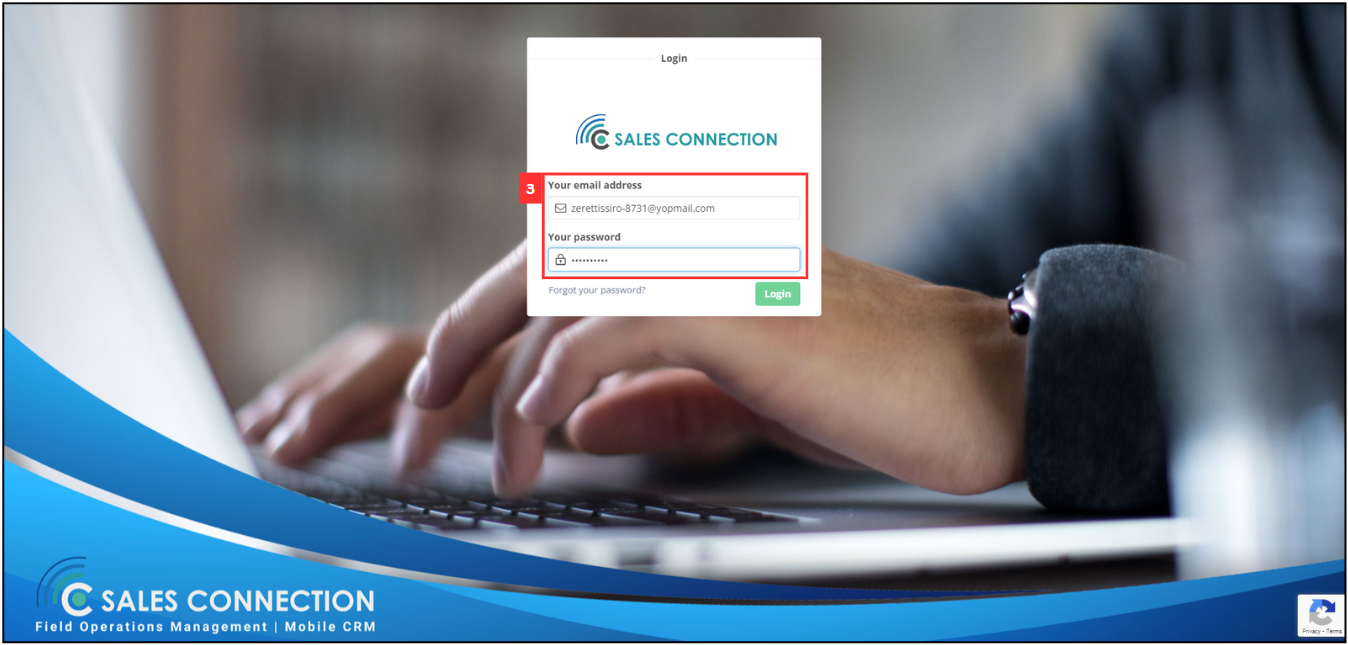 Login
SALES CONNECTION
3
Your email address
zerettissiro-8731@yopmail.com
Your password
••••••••••
Forgot your password?
Login
SALES CONNECTION
Field Operations Management | Mobile CRM
Privacy - Terms